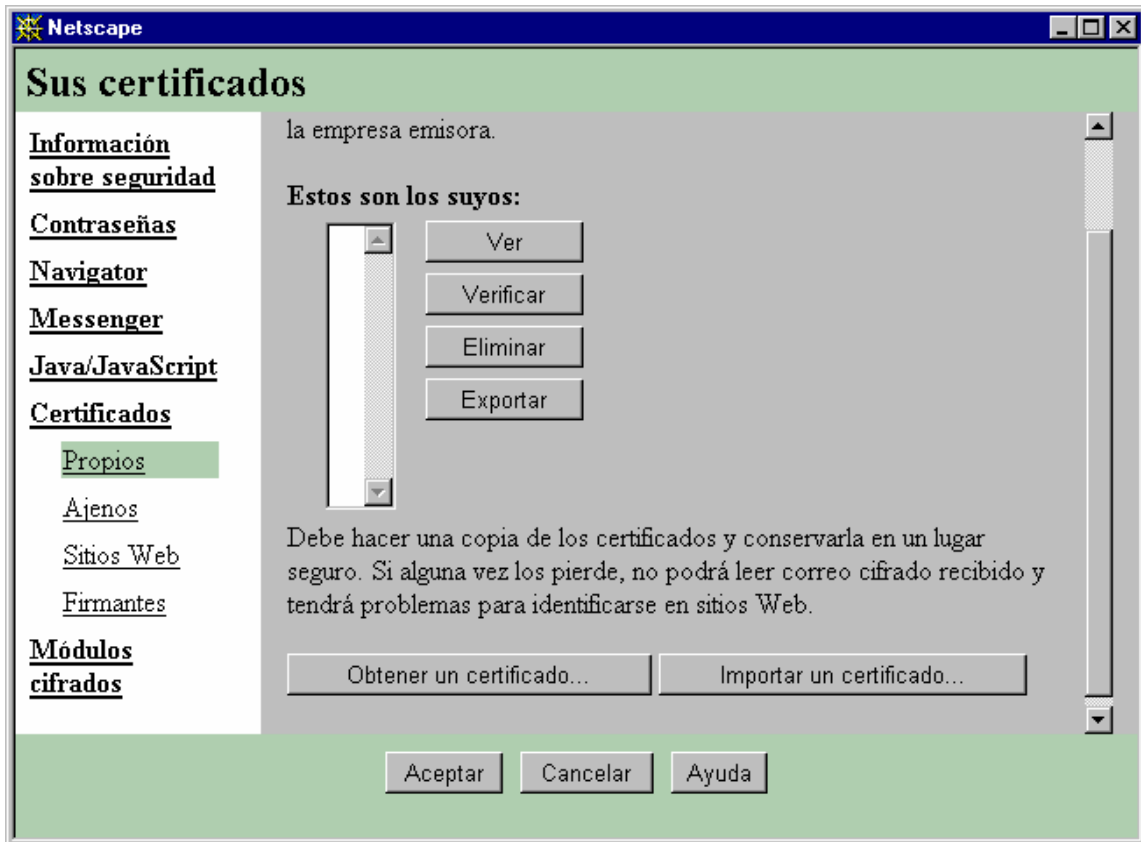 Netscape
Sus certificados
Información
sobre seguridad
Contraseñas
Navigator
Messenger
Java/JavaScript
Certificados
Propios
Ajenos
Sitios Web
Firmantes
Módulos
cifrados
la empresa emisora.
Estos son los suyos:
Ver
Verificar
Eliminar
Exportar
Debe hacer una copia de los certificados y conservarla en un lugar
seguro. Si alguna vez los pierde, no podrá leer correo cifrado recibido y
tendrá problemas para identificarse en sitios Web.
Obtener un certificado... Importar un certificado...
Aceptar Cancelar Ayuda